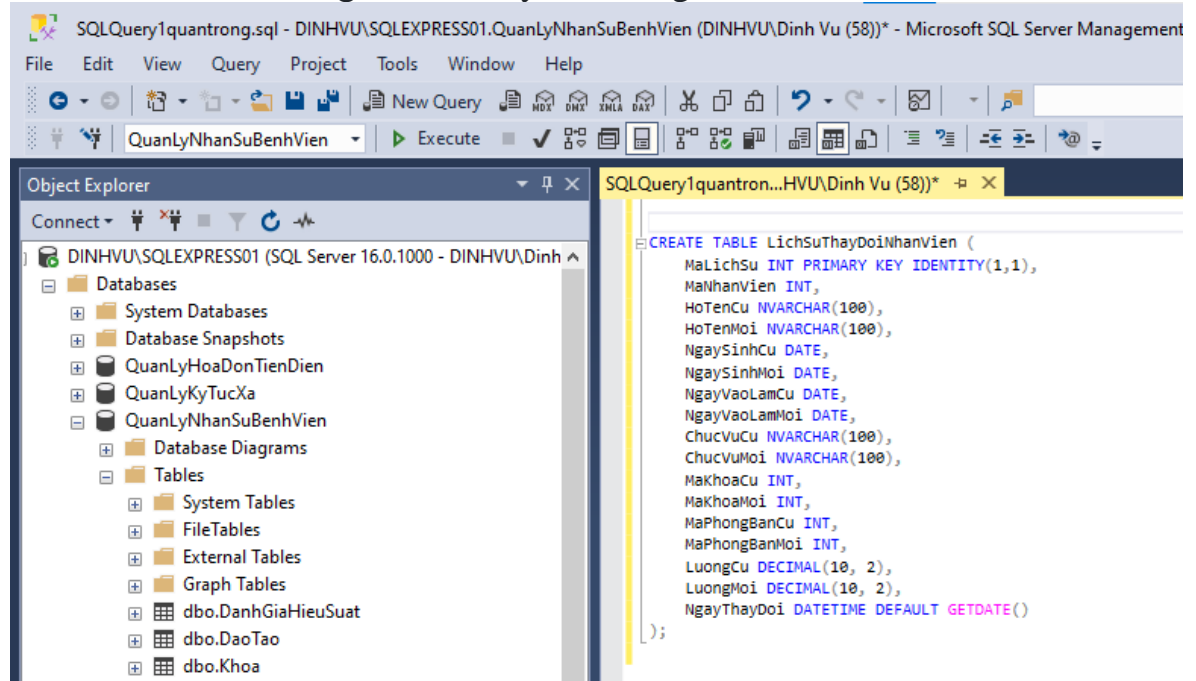 SQLQuery1quantrong.sql - DINHVU\SQLEXPRESS01.QuanLyNhanSuBenhVien (DINHVU\Dinh Vu (58))* - Microsoft SQL Server Management
File Edit View Query Project Tools Window Help
New Query MDX DMX XMLA DAX
QuanLyNhanSuBenhVien Execute
Object Explorer
Connect
DINHVU\SQLEXPRESS01 (SQL Server 16.0.1000 - DINHVU\Dinh
Databases
System Databases
Database Snapshots
QuanLyHoaDonTienDien
QuanLyKyTucXa
QuanLyNhanSuBenhVien
Database Diagrams
Tables
System Tables
FileTables
External Tables
Graph Tables
dbo.DanhGiaHieuSuat
dbo.DaoTao
dbo.Khoa
SQLQuery1quantron...HVU\Dinh Vu (58))*
CREATE TABLE LichSuThayDoiNhanVien (
MaLichSu INT PRIMARY KEY IDENTITY(1,1),
MaNhanVien INT,
HoTenCu NVARCHAR(100),
HoTenMoi NVARCHAR(100),
NgaySinhCu DATE,
NgaySinhMoi DATE,
NgayVaoLamCu DATE,
NgayVaoLamMoi DATE,
ChucVuCu NVARCHAR(100),
ChucVuMoi NVARCHAR(100),
MaKhoaCu INT,
MaKhoaMoi INT,
MaPhongBanCu INT,
MaPhongBanMoi INT,
LuongCu DECIMAL(10, 2),
LuongMoi DECIMAL(10, 2),
NgayThayDoi DATETIME DEFAULT GETDATE()
);